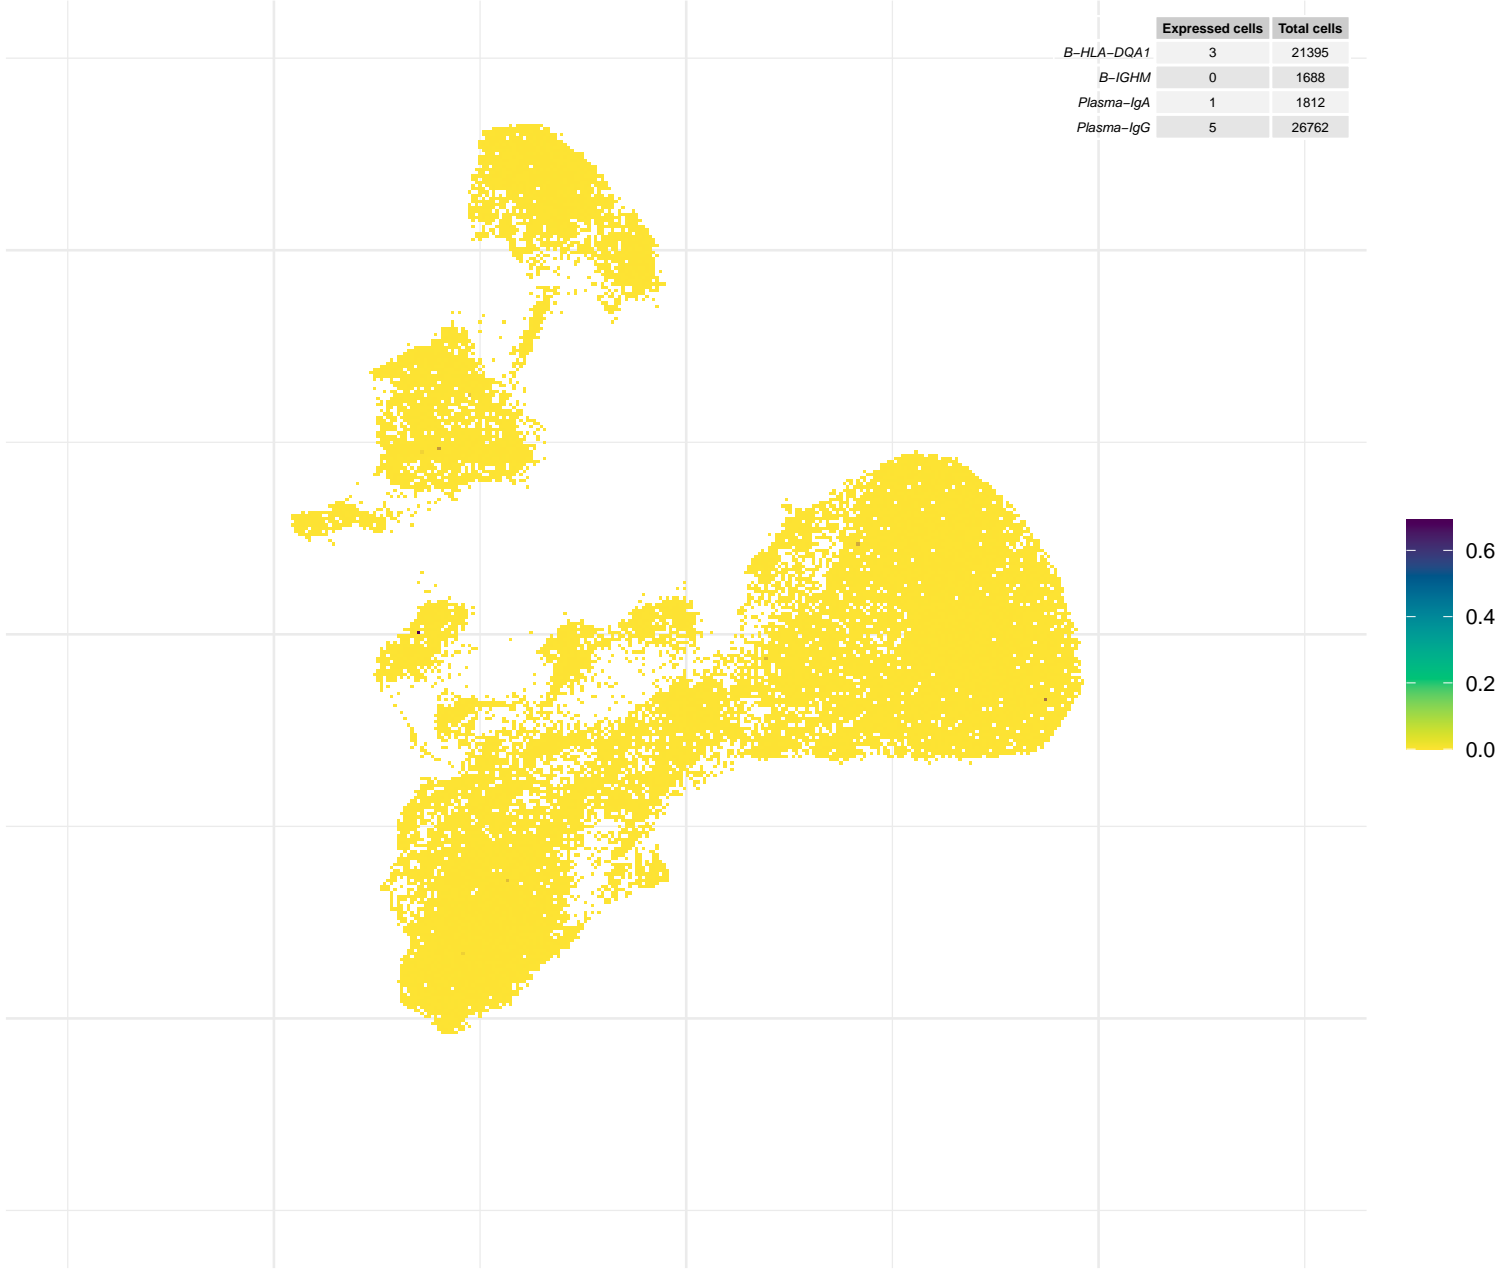 Expressed cells Total cells
B−HLA−DQA1 3 21395
B−IGHM 0 1688
Plasma−IgA 1 1812
Plasma−IgG 5 26762
0.6
0.4
0.2
0.0